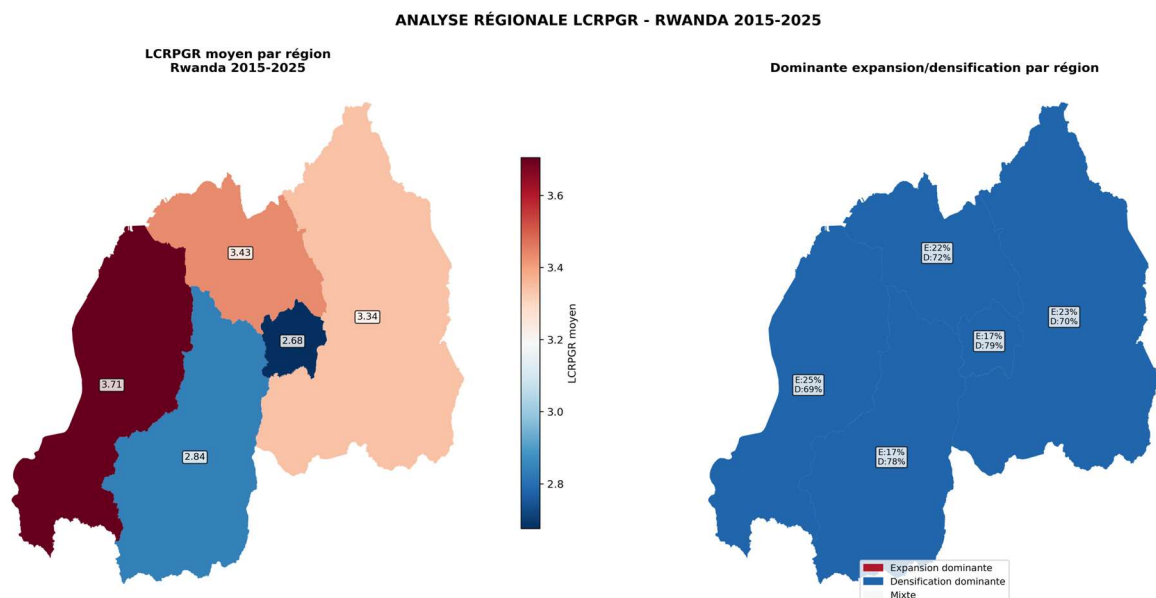 ANALYSE RÉGIONALE LCRPGR - RWANDA 2015-2025
LCRPGR moyen par région
Rwanda 2015-2025
3.43
3.34
2.68
3.71
2.84
3.6
3.4
3.2
3.0
2.8
LCRPGR moyen
Dominante expansion/densification par région
E:22%
D:72%
E:23%
D:70%
E:17%
D:79%
E:25%
D:69%
E:17%
D:78%
Expansion dominante
Densification dominante
Mixte